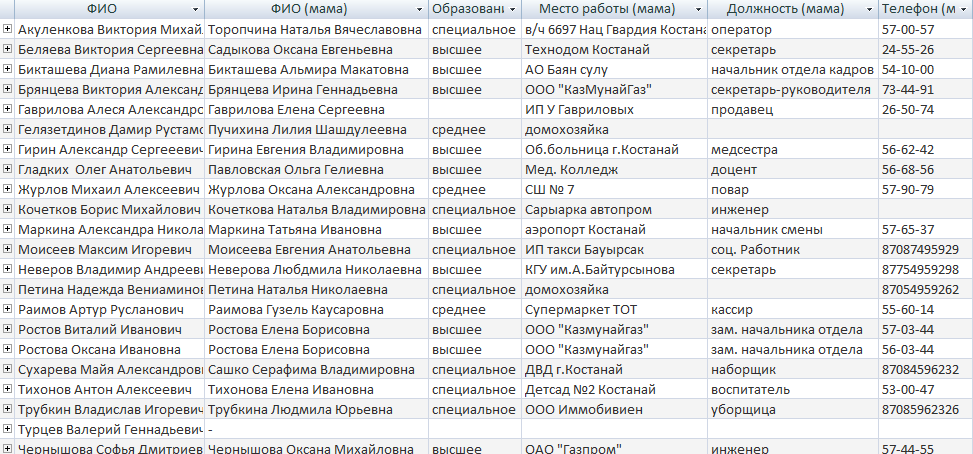 ФИО ФИО (мама) Образовани Место работы (мама) Должность (мама) Телефон (м
Акуленкова Виктория Михай. Торопчина Наталья Вячеславовна специальное в/ч 6697 Нац Гвардия Костана оператор 57-00-57
Беляева Виктория Сергеевна Садыкова Оксана Евгеньевна высшее Технодом Костанай секретарь 24-55-26
Бикташева Диана Рамилевна Бикташева Альмира Макатовна высшее АО Баян сулу начальник отдела кадров 54-10-00
Брянцева Виктория Александ Брянцева Ирина Геннадьевна высшее ООО "КазМунайГаз" секретарь-руководителя 73-44-91
Гаврилова Алеся Александро Гаврилова Елена Сергеевна ИП У Гавриловых продавец 26-50-74
Гелязетдинов Дамир Рустамо Пучихина Лилия Шашдулеевна среднее домохозяйка
Гирин Александр Сергееевич Гирина Евгения Владимировна высшее Об.больница г.Костанай медсестра 56-62-42
Гладких Олег Анатольевич Павловская Ольга Гелиевна высшее Мед. Колледж доцент 56-68-56
Журлов Михаил Алексеевич Журлова Оксана Александровна среднее СШ № 7 повар 57-90-79
Кочетков Борис Михайлович Кочеткова Наталья Владимировна специальное Сарыарка автопром инженер
Маркина Александра Никола Маркина Татьяна Ивановна высшее аэропорт Костанай начальник смены 57-65-37
Моисеев Максим Игоревич Моисеева Евгения Анатольевна специальное ИП такси Бауырсак соц. Работник 87087495929
Неверов Владимир Андрееви Неверова Любдмила Николаевна высшее КГУ им.А.Байтурсынова секретарь 87754959298
Петина Надежда Вениаминов Петина Наталья Николаевна специальное домохозяйка 87054959262
Раимов Артур Русланович Раимова Гузель Каусаровна среднее Супермаркет ТОТ кассир 55-60-14
Ростов Виталий Иванович Ростова Елена Борисовна высшее ООО "Казмунайгаз" зам. начальника отдела 57-03-44
Ростова Оксана Ивановна Ростова Елена Борисовна высшее ООО "Казмунайгаз" зам. начальника отдела 56-03-44
Сухарева Майя Александров Сашко Серафима Владимировна специальное ДВД г.Костанай наборщик 87084596232
Тихонов Антон Алексеевич Тихонова Елена Ивановна специальное Детсад №2 Костанай воспитатель 53-00-47
Трубкин Владислав Игоревич Трубкина Людмила Юрьевна специальное ООО Иммобивиен уборщица 87085962326
Турцев Валерий Геннадьевич -
Чернышова Софья Дмитриев Чернышова Оксана Михайловна высшее ОАО "Газпром" инженер 57-44-55